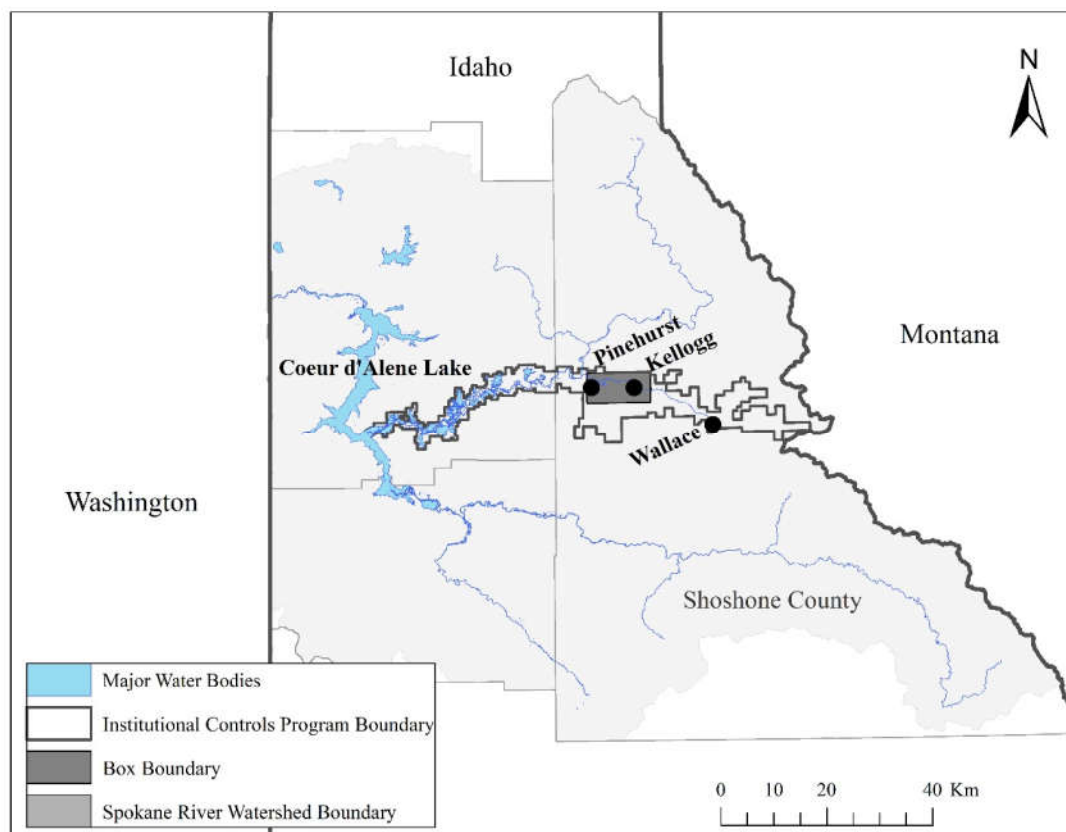 Idaho
N
Montana
Pinehurst
Kellogg
Coeur d'Alene Lake
Wallace
Washington
Shoshone County
Major Water Bodies
Institutional Controls Program Boundary
Box Boundary
Spokane River Watershed Boundary
0 10 20 40 Km